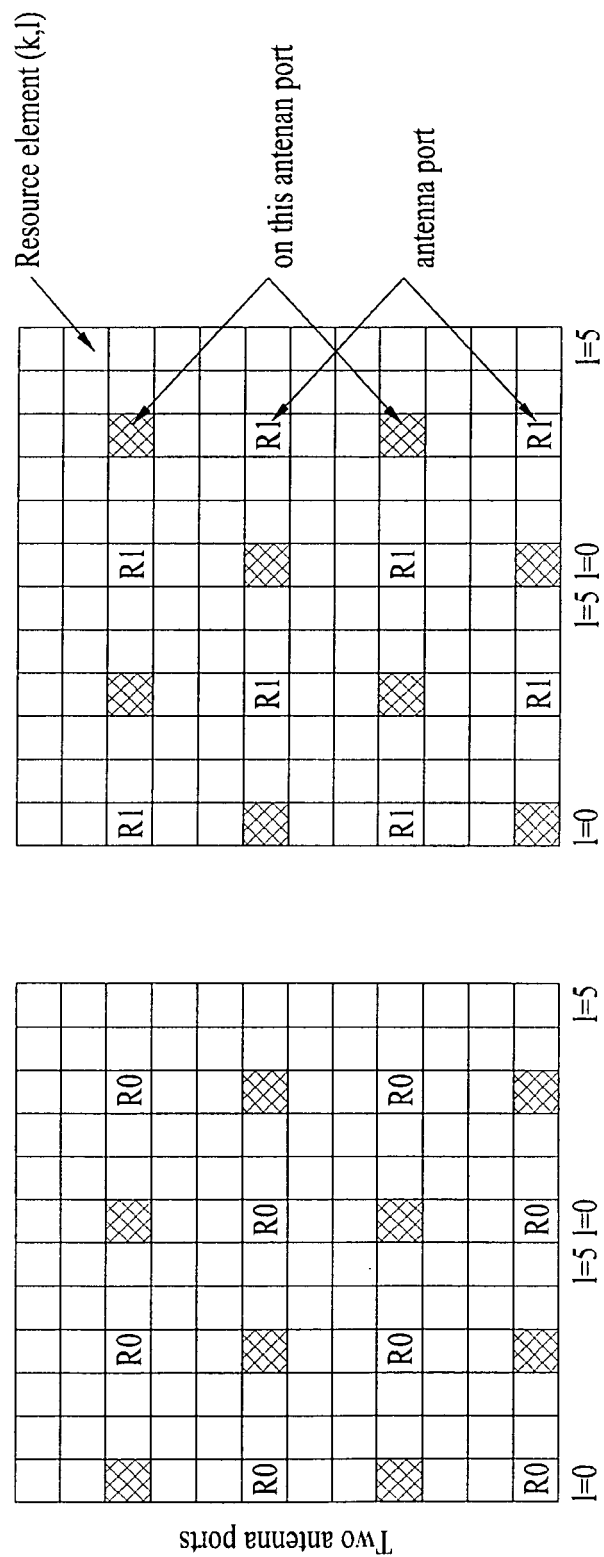 Two antenna ports
R0 R0
R0 R0
R0 R0
R0 R0
l=0 l=5 l=0 l=5
R1 R1
R1 R1
R1 R1
R1 R1
l=0 l=5 l=0 l=5
Resource element (k,l)
on this antenan port
antenna port